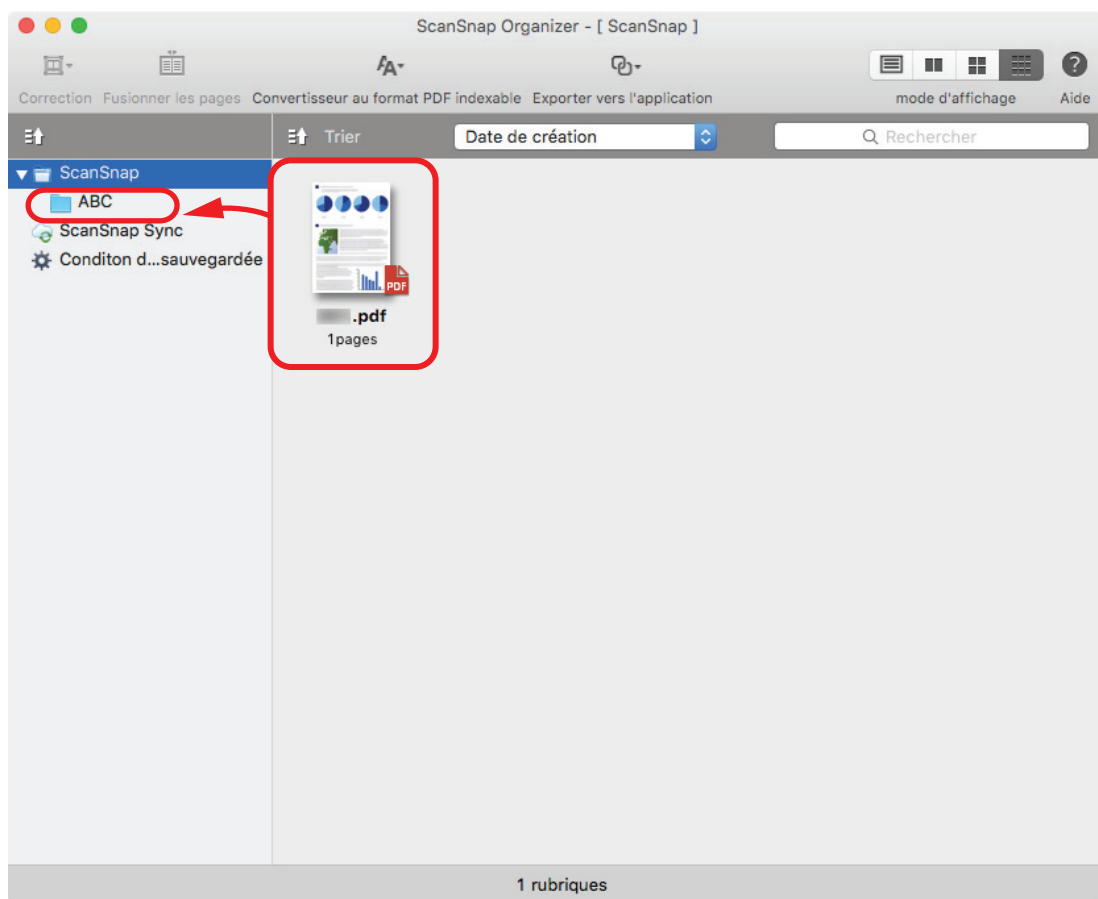 ScanSnap Organizer - [ ScanSnap ]
Correction Fusionner les pages Convertisseur au format PDF indexable Exporter vers l'application mode d'affichage Aide
Trier Date de création Rechercher
ScanSnap
ABC
ScanSnap Sync
Conditon d...sauvegardée
PDF
.pdf
1pages
1 rubriques